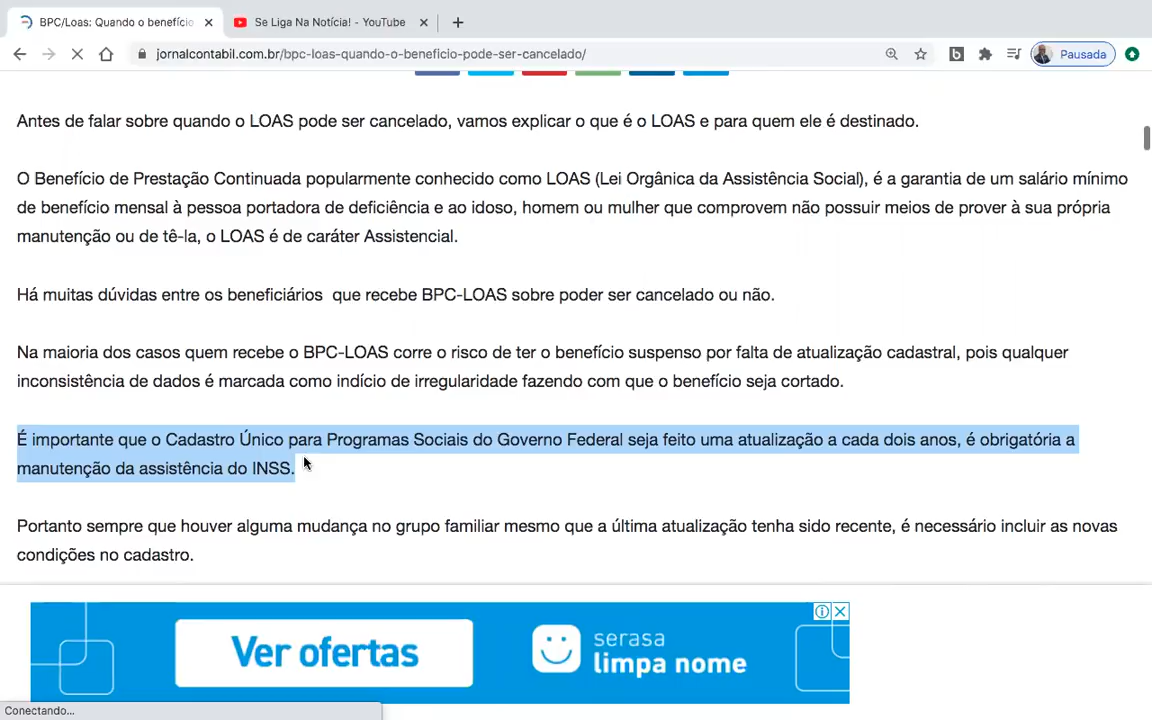 BPC/Loas: Quando o benefício
Se Liga Na Notícia! - YouTube
jornalcontabil.com.br/bpc-loas-quando-o-beneficio-pode-ser-cancelado/
Pausada
Antes de falar sobre quando o LOAS pode ser cancelado, vamos explicar o que é o LOAS e para quem ele é destinado.
O Benefício de Prestação Continuada popularmente conhecido como LOAS (Lei Orgânica da Assistência Social), é a garantia de um salário mínimo
de benefício mensal à pessoa portadora de deficiência e ao idoso, homem ou mulher que comprovem não possuir meios de prover à sua própria
manutenção ou de tê-la, o LOAS é de caráter Assistencial.
Há muitas dúvidas entre os beneficiários  que recebe BPC-LOAS sobre poder ser cancelado ou não.
Na maioria dos casos quem recebe o BPC-LOAS corre o risco de ter o benefício suspenso por falta de atualização cadastral, pois qualquer
inconsistência de dados é marcada como indício de irregularidade fazendo com que o benefício seja cortado.
É importante que o Cadastro Único para Programas Sociais do Governo Federal seja feito uma atualização a cada dois anos, é obrigatória a
manutenção da assistência do INSS.
Portanto sempre que houver alguma mudança no grupo familiar mesmo que a última atualização tenha sido recente, é necessário incluir as novas
condições no cadastro.
Ver ofertas
serasa
limpa nome
Conectando...